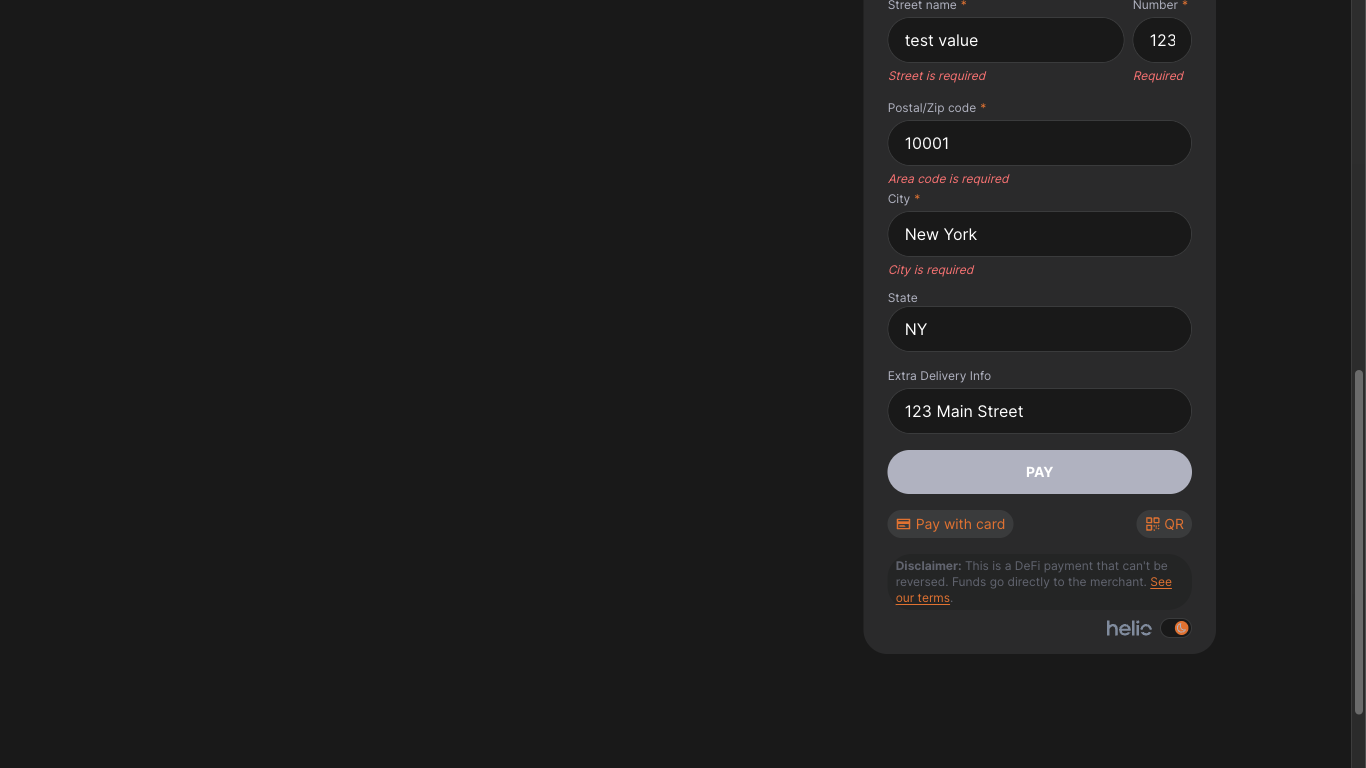 Street name * Number *
test value 123
Street is required Required
Postal/Zip code *
10001
Area code is required
City *
New York
City is required
State
NY
Extra Delivery Info
123 Main Street
PAY
Pay with card QR
Disclaimer: This is a DeFi payment that can't be
reversed. Funds go directly to the merchant. See
our terms.
helio